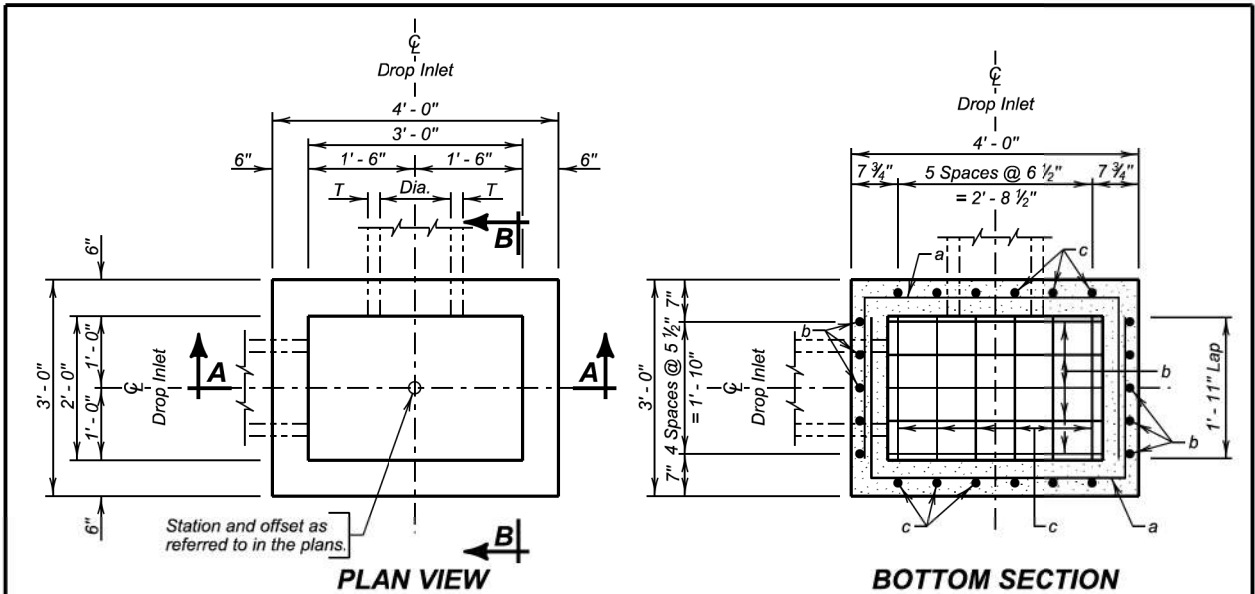 ℄
Drop Inlet
4' - 0"
3' - 0"
6"
1' - 6"
1' - 6"
6"
T
Dia.
T
B
6"
3' - 0"
2' - 0"
1' - 0"
1' - 0"
℄
Drop Inlet
A
A
6"
Station and offset as
referred to in the plans.
B
PLAN VIEW
℄
Drop Inlet
4' - 0"
7 ¾"
5 Spaces @ 6 ½"
= 2' - 8 ½"
7 ¾"
a
c
7"
b
3' - 0"
4 Spaces @ 5 ½"
= 1' - 10"
℄
Drop Inlet
b
1' - 11" Lap
b
7"
c
c
a
BOTTOM SECTION